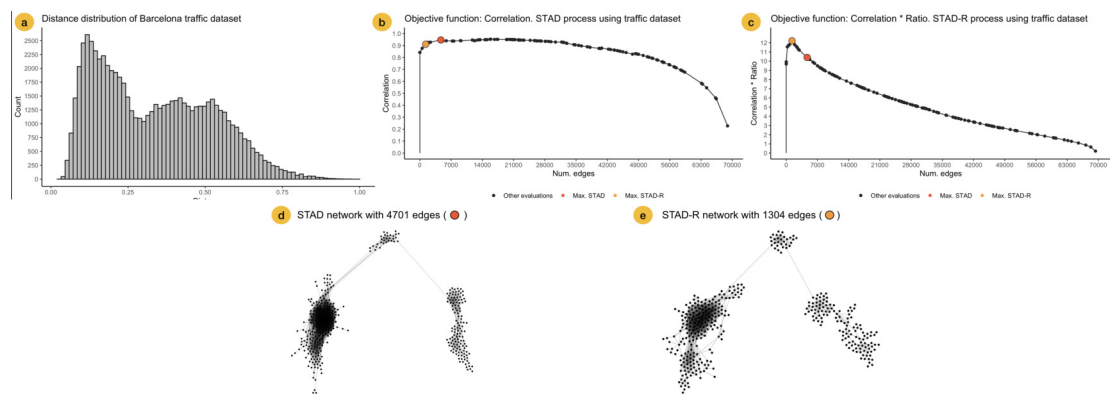 a Distance distribution of Barcelona traffic dataset
Count
2500
2250
2000
1750
1500
1250
1000
750
500
250
0
0.00 0.25 0.50 0.75 1.00
b Objective function: Correlation. STAD process using traffic dataset
Correlation
1.0
0.9
0.8
0.7
0.6
0.5
0.4
0.3
0.2
0.1
0.0
0 7000 14000 21000 28000 35000 42000 49000 56000 63000 70000
Num. edges
Other evaluations Max. STAD Max. STAD-R
c Objective function: Correlation * Ratio. STAD-R process using traffic dataset
Correlation * Ratio
12
11
10
9
8
7
6
5
4
3
2
1
0
0 7000 14000 21000 28000 35000 42000 49000 56000 63000 70000
Num. edges
Other evaluations Max. STAD Max. STAD-R
d STAD network with 4701 edges ( )
e STAD-R network with 1304 edges ( )